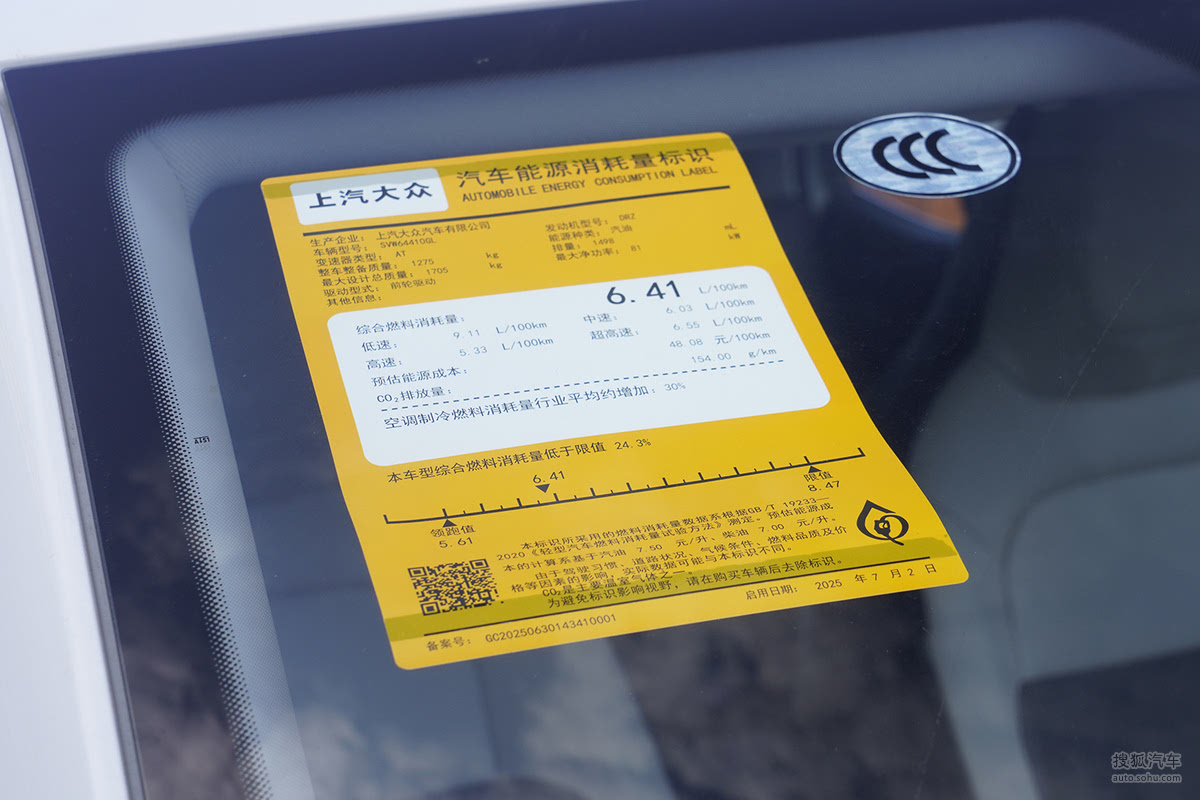 上汽大众
汽车能源消耗量标识
AUTOMOBILE ENERGY CONSUMPTION LABEL
CCC
生产企业: 上汽大众汽车有限公司
车辆型号: SVW64410GL 发动机型号: DRZ
变速器类型: AT 能源种类: 汽油
整车整备质量: 1275 kg 排量: 1498 mL
最大设计总质量: 1705 kg 最大净功率: 81 kW
驱动型式: 前轮驱动
其他信息:
综合燃料消耗量: 6.41 L/100km
低速: 9.11 L/100km 中速: 6.03 L/100km
高速: 5.33 L/100km 超高速: 6.55 L/100km
预估能源成本: 48.08 元/100km
CO₂排放量: 154.00 g/km
空调制冷燃料消耗量行业平均约增加: 30%
本车型综合燃料消耗量低于限值 24.3%
6.41
领跑值 限值
5.61 8.47
本标识所采用的燃料消耗量数据系根据GB/T 19233—
2020《轻型汽车燃料消耗量试验方法》测定。预估能源成
本的计算系基于汽油 7.50 元/升、柴油 7.00 元/升。
由于驾驶习惯、道路状况、气候条件、燃料品质及价
格等因素的影响,实际数据可能与本标识不同。
CO₂是主要温室气体之一。
为避免标识影响视野,请在购买车辆后去除标识。
备案号: GC20250630143410001 启用日期: 2025 年 7 月 2 日
搜狐汽车
auto.sohu.com